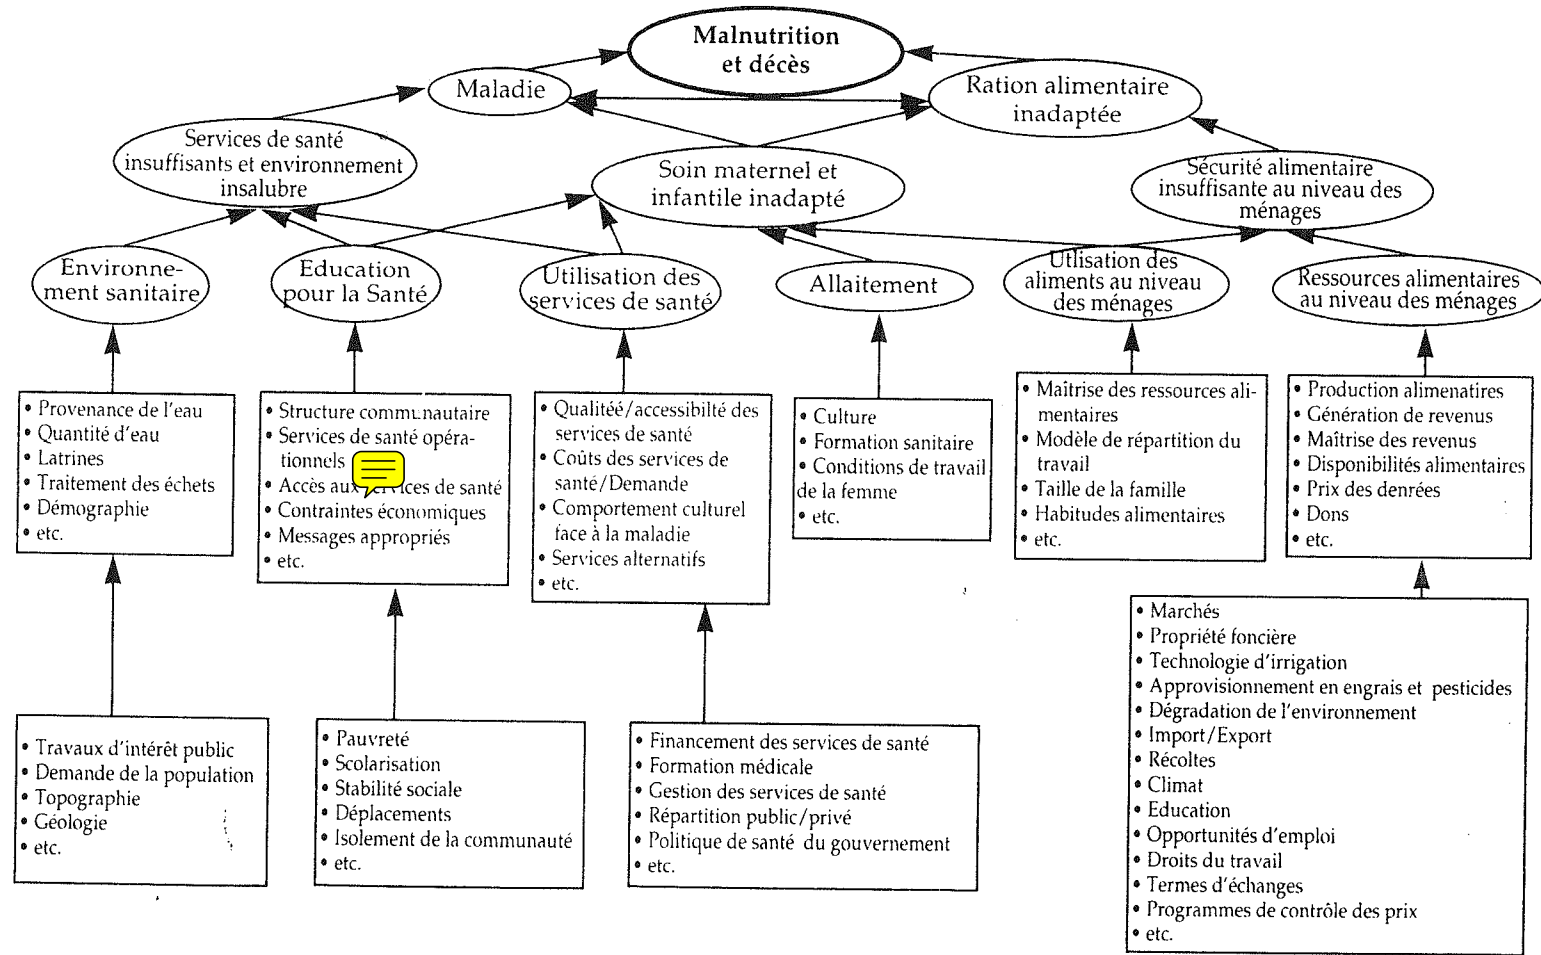 Malnutrition
et décès
Maladie
Ration alimentaire
inadaptée
Services de santé
insuffisants et environnement
insalubre
Soin maternel et
infantile inadapté
Sécurité alimentaire
insuffisante au niveau des
ménages
Environne-
ment sanitaire
Education
pour la Santé
Utilisation des
services de santé
Allaitement
Utlisation des
aliments au niveau
des ménages
Ressources alimentaires
au niveau des ménages
• Provenance de l'eau
• Quantité d'eau
• Latrines
• Traitement des échets
• Démographie
• etc.
• Structure communautaire
• Services de santé opéra-
tionnels
• Accès aux services de santé
• Contraintes économiques
• Messages appropriés
• etc.
• Qualitéé/accessibilté des
services de santé
• Coûts des services de
santé/Demande
• Comportement culturel
face à la maladie
• Services alternatifs
• etc.
• Culture
• Formation sanitaire
• Conditions de travail
de la femme
• etc.
• Maîtrise des ressources ali-
mentaires
• Modèle de répartition du
travail
• Taille de la famille
• Habitudes alimentaires
• etc.
• Production alimenatires
• Génération de revenus
• Maîtrise des revenus
• Disponibilités alimentaires
• Prix des denrées
• Dons
• etc.
• Travaux d'intérêt public
• Demande de la population
• Topographie
• Géologie
• etc.
• Pauvreté
• Scolarisation
• Stabilité sociale
• Déplacements
• Isolement de la communauté
• etc.
• Financement des services de santé
• Formation médicale
• Gestion des services de santé
• Répartition public/privé
• Politique de santé du gouvernement
• etc.
• Marchés
• Propriété foncière
• Technologie d'irrigation
• Approvisionnement en engrais et pesticides
• Dégradation de l'environnement
• Import/Export
• Récoltes
• Climat
• Education
• Opportunités d'emploi
• Droits du travail
• Termes d'échanges
• Programmes de contrôle des prix
• etc.